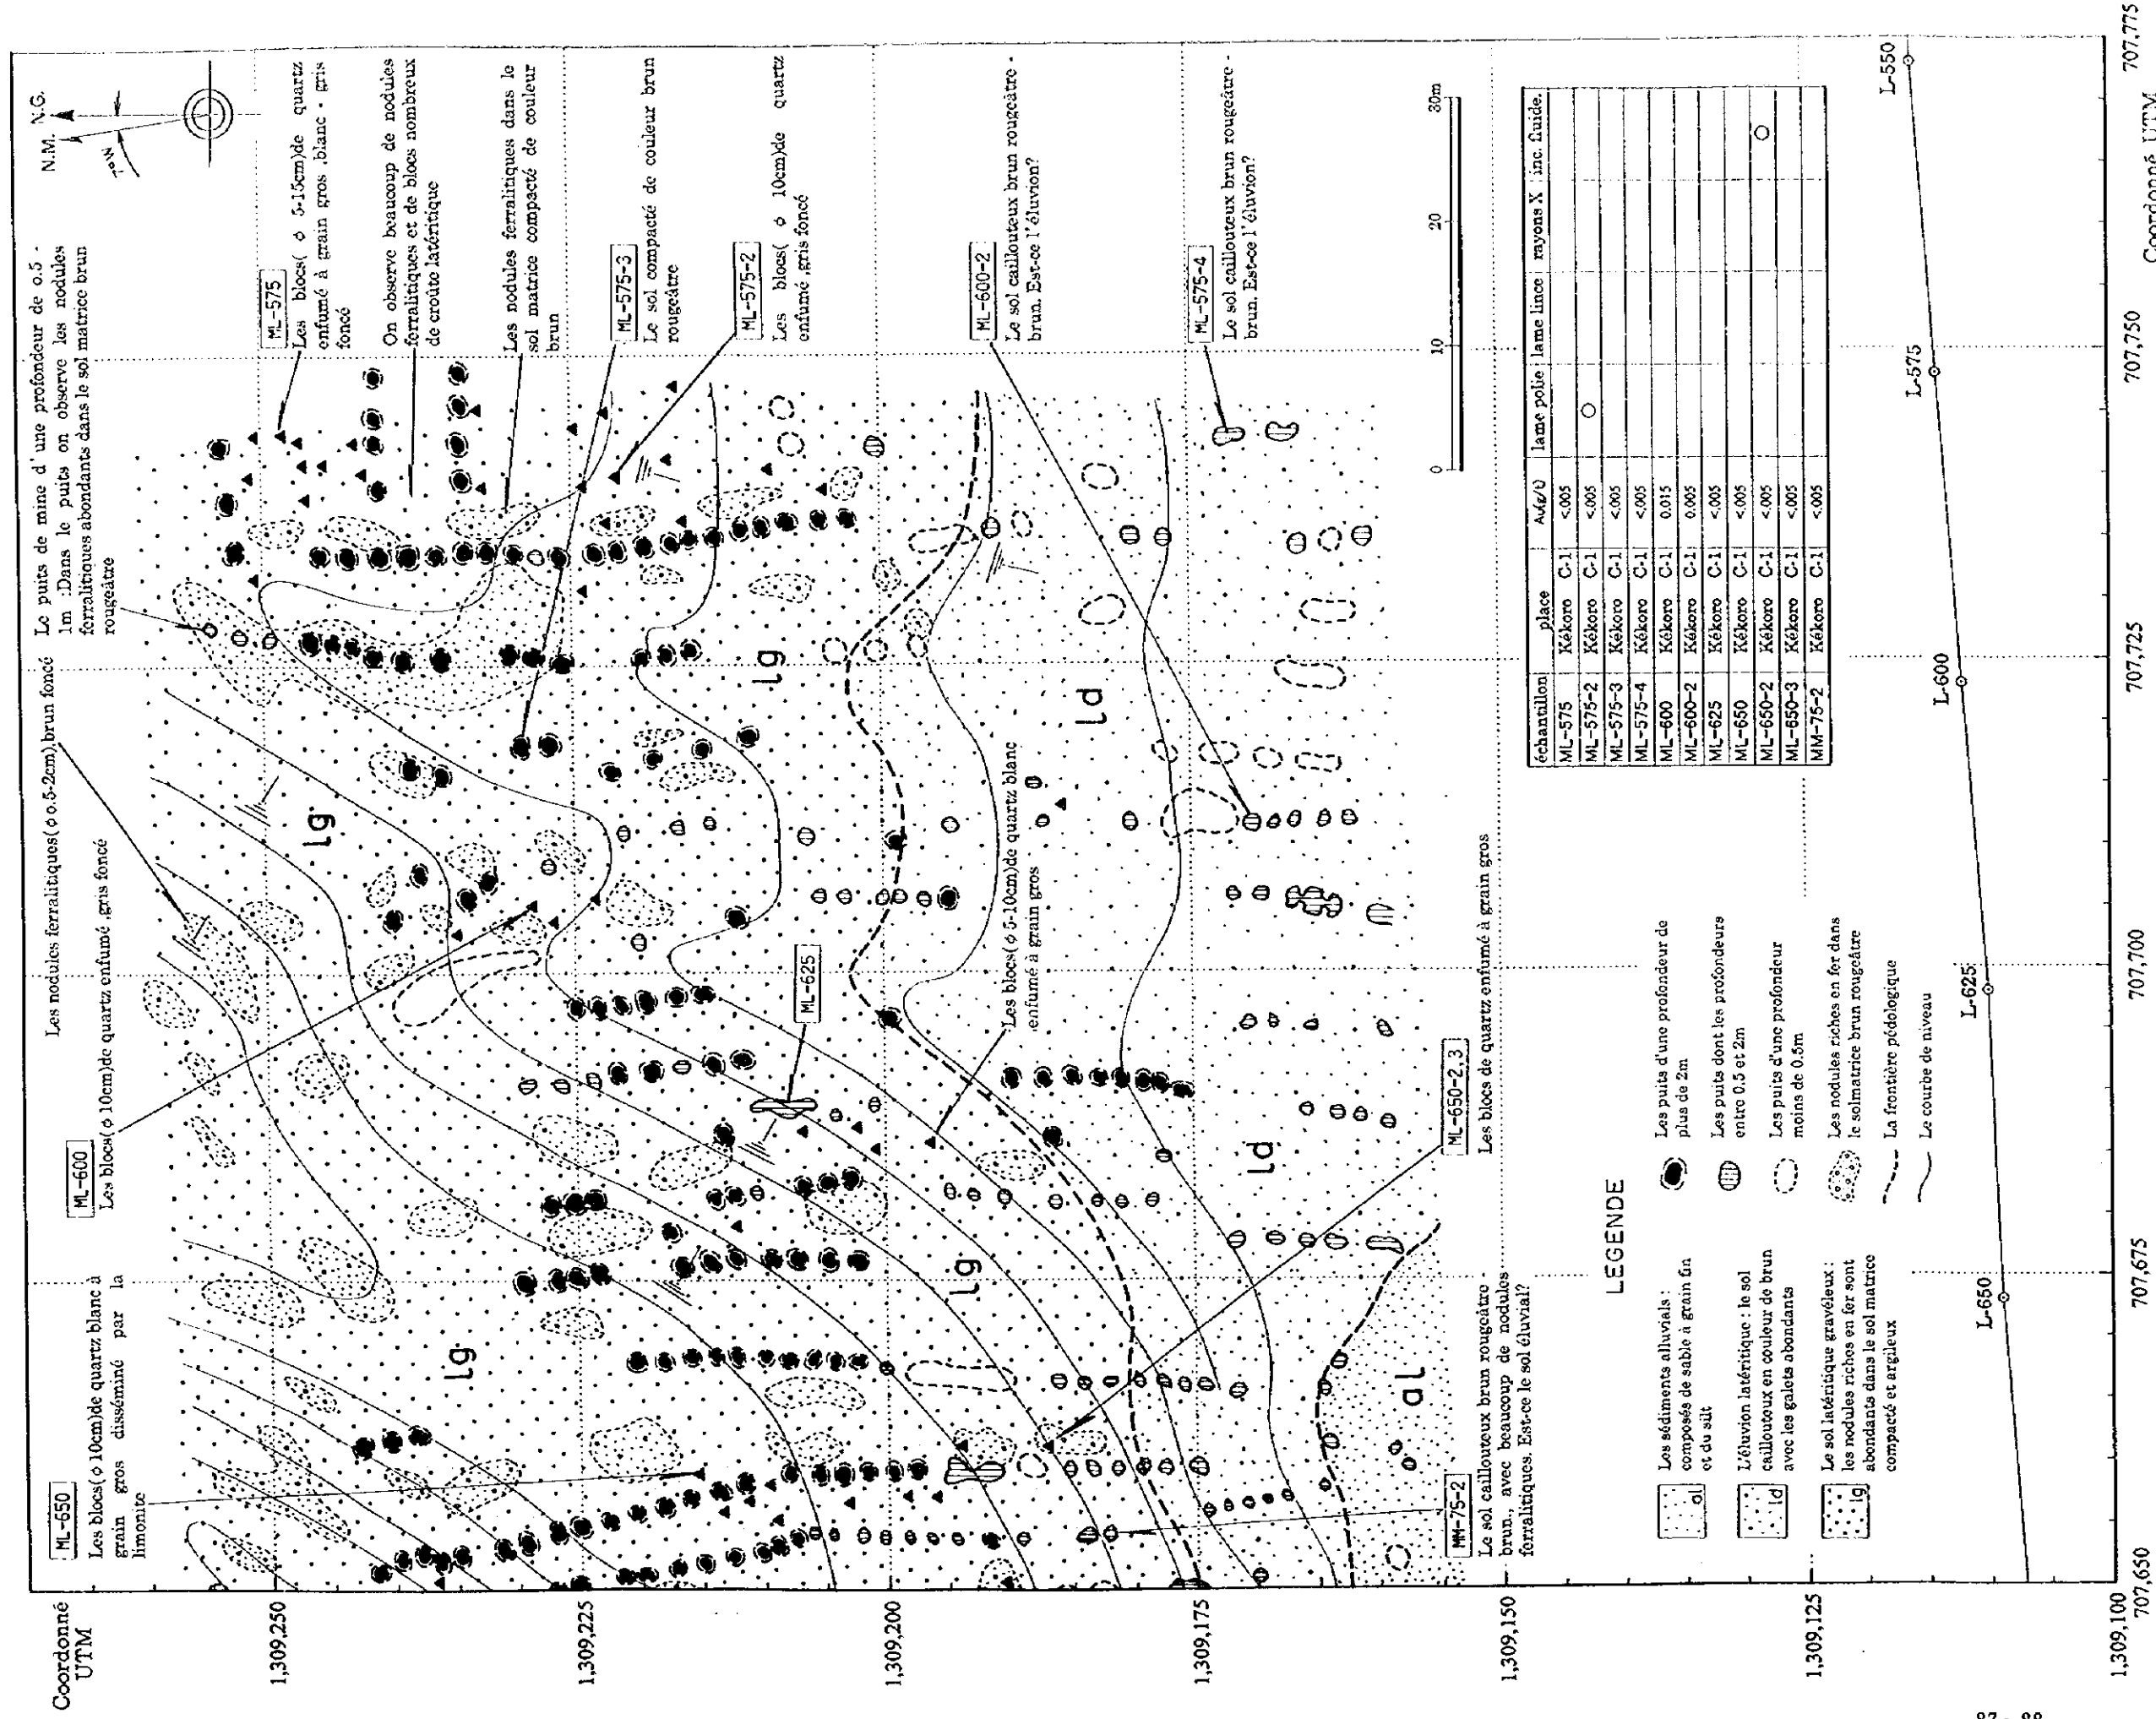 Coordonné
UTM
1,309,250
1,309,225
1,309,200
1,309,175
1,309,150
1,309,125
1,309,100
707,650
707,675
707,700
707,725
707,750
707,775
Coordonné UTM
N.M. N.G.
7°W
ML-650
Les blocs(φ10cm)de quartz blanc à
grain gros disséminé par la
limonite
ML-600
Les blocs(φ10cm)de quartz enfumé,gris foncé
Les nodules ferralitiques(φ0.5-2cm),brun foncé
Le puits de mine d'une profondeur de 0.5 -
1m .Dans le puits on observe les nodules
ferralitiques abondants dans le sol matrice brun
rougeâtre
ML-575
Les blocs( φ 5-15cm)de quartz
enfumé à grain gros ,blanc - gris
foncé
On observe beaucoup de nodules
ferralitiques et de blocs nombreux
de croûte latéritique
Les nodules ferralitiques dans le
sol matrice compacté de couleur
brun
ML-575-3
Le sol compacté de couleur brun
rougeâtre
ML-575-2
Les blocs( φ 10cm)de quartz
enfumé ,gris foncé
ML-600-2
Le sol caillouteux brun rougeâtre -
brun. Est-ce l'éluvion?
ML-575-4
Le sol caillouteux brun rougeâtre -
brun. Est-ce l'éluvion?
ML-625
Les blocs(φ5-10cm)de quartz blanc
enfumé à grain gros
ML-650-2,3
Les blocs de quartz enfumé à grain gros
MM-75-2
Le sol caillouteux brun rougeâtre -
brun, avec beaucoup de nodules
ferralitiques. Est-ce le sol éluvial?
lg
lg
lg
lg
ld
ld
al
0 10 20 30m
échantillon place Au(g/t) lame polie lame lince rayons X inc. fluide.
ML-575 Kékoro C-1 <.005
ML-575-2 Kékoro C-1 <.005 ○
ML-575-3 Kékoro C-1 <.005
ML-575-4 Kékoro C-1 <.005
ML-600 Kékoro C-1 0.015
ML-600-2 Kékoro C-1 0.005
ML-625 Kékoro C-1 <.005
ML-650 Kékoro C-1 <.005
ML-650-2 Kékoro C-1 <.005 ○
ML-650-3 Kékoro C-1 <.005
MM-75-2 Kékoro C-1 <.005
LEGENDE
al
Les sédiments alluvials :
composés de sable à grain fin
et du silt
ld
L'éluvion latéritique : le sol
caillouteux en couleur de brun
avec les galets abondants
lg
Le sol latéritique graveleux :
les nodules riches en fer sont
abondants dans le sol matrice
compacté et argileux
Les puits d'une profondeur de
plus de 2m
Les puits dont les profondeurs
entre 0.5 et 2m
Les puits d'une profondeur
moins de 0.5m
Les nodules riches en fer dans
le solmatrice brun rougeâtre
La frontière pédologique
Le courbe de niveau
L-650
L-625
L-600
L-575
L-550